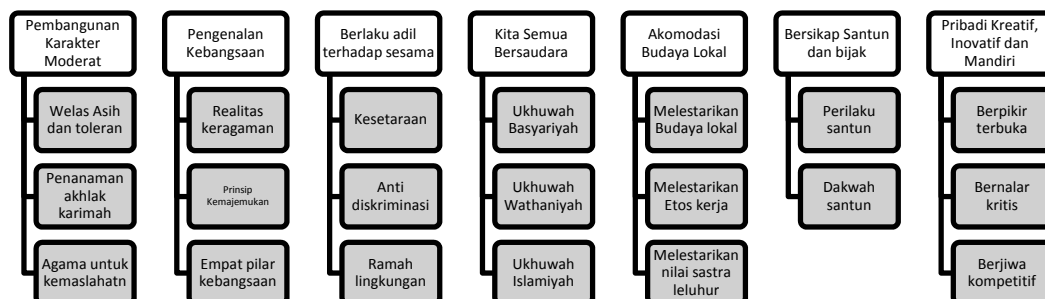 Pembangunan
Karakter
Moderat
Welas Asih
dan toleran
Penanaman
akhlak
karimah
Agama untuk
kemaslahatn
Pengenalan
Kebangsaan
Realitas
keragaman
Prinsip
Kemajemukan
Empat pilar
kebangsaan
Berlaku adil
terhadap sesama
Kesetaraan
Anti
diskriminasi
Ramah
lingkungan
Kita Semua
Bersaudara
Ukhuwah
Basyariyah
Ukhuwah
Wathaniyah
Ukhuwah
Islamiyah
Akomodasi
Budaya Lokal
Melestarikan
Budaya lokal
Melestarikan
Etos kerja
Melestarikan
nilai sastra
leluhur
Bersikap Santun
dan bijak
Perilaku
santun
Dakwah
santun
Pribadi Kreatif,
Inovatif dan
Mandiri
Berpikir
terbuka
Bernalar
kritis
Berjiwa
kompetitif